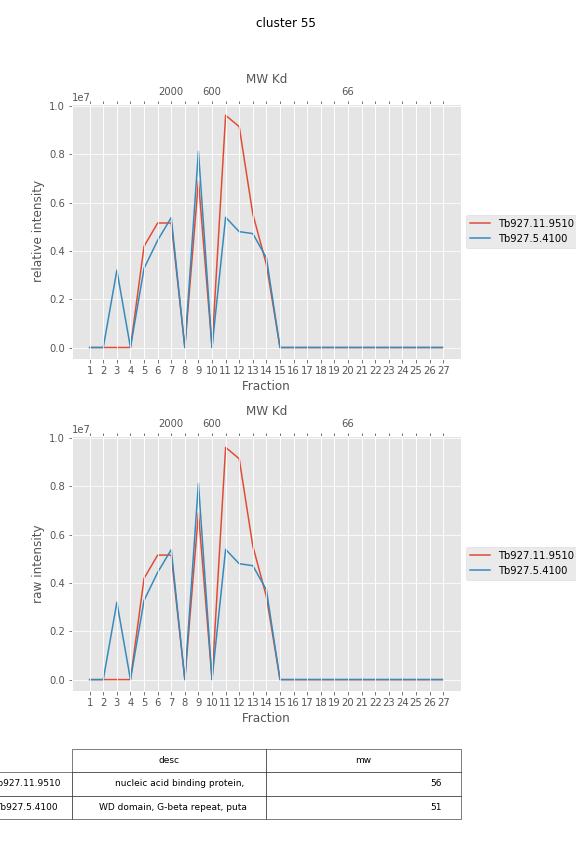 cluster 55
MW Kd
2000 600 66
1e7
1.0
0.8
0.6
0.4
0.2
0.0
relative intensity
Tb927.11.9510
Tb927.5.4100
1 2 3 4 5 6 7 8 9 10 11 12 13 14 15 16 17 18 19 20 21 22 23 24 25 26 27
Fraction
MW Kd
2000 600 66
1e7
1.0
0.8
0.6
0.4
0.2
0.0
raw intensity
Tb927.11.9510
Tb927.5.4100
1 2 3 4 5 6 7 8 9 10 11 12 13 14 15 16 17 18 19 20 21 22 23 24 25 26 27
Fraction
desc mw
b927.11.9510 nucleic acid binding protein, 56
b927.5.4100 WD domain, G-beta repeat, puta 51